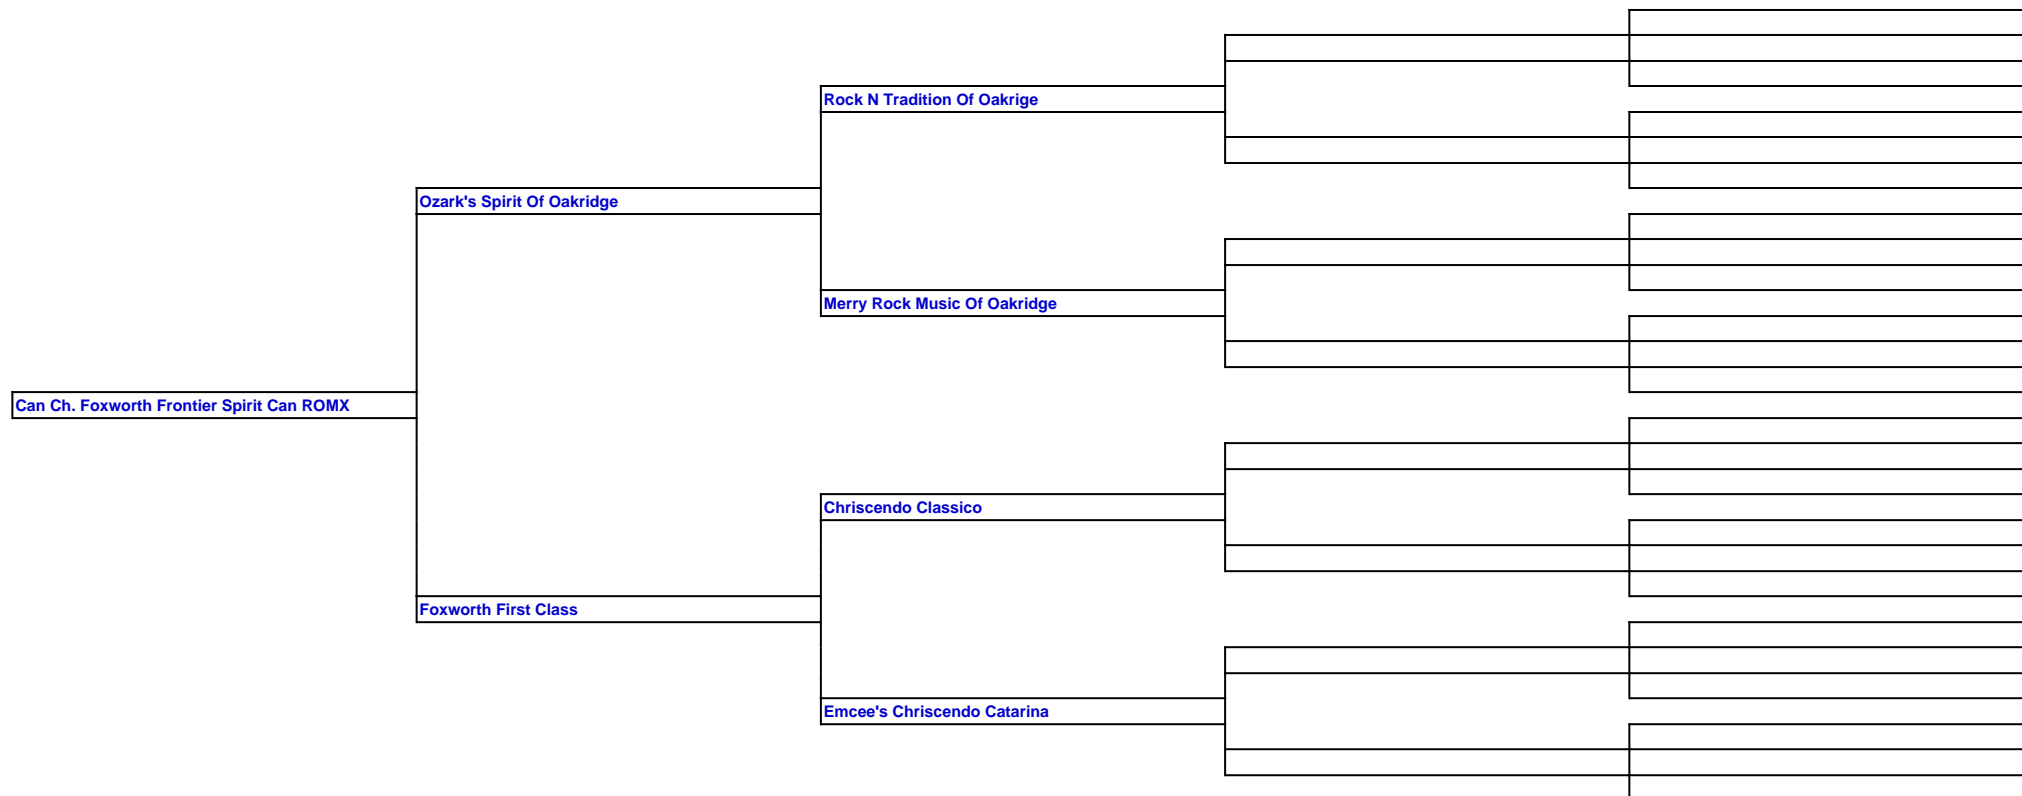 Rock N Tradition Of Oakrige
Ozark's Spirit Of Oakridge
Merry Rock Music Of Oakridge
Can Ch. Foxworth Frontier Spirit Can ROMX
Chriscendo Classico
Foxworth First Class
Emcee's Chriscendo Catarina